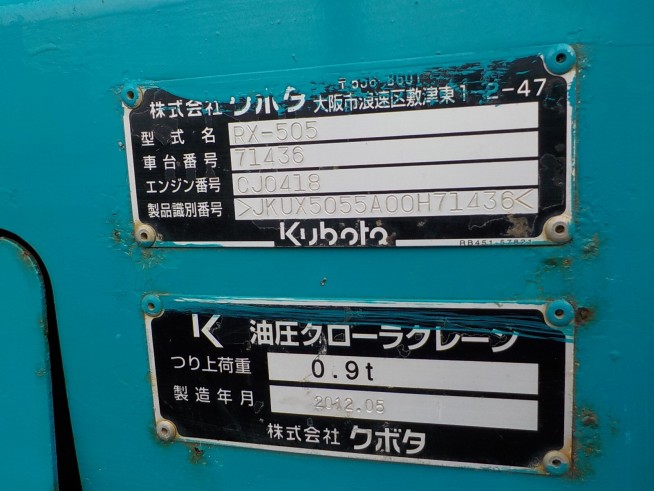 〒556-8601
株式会社 クボタ 大阪市浪速区敷津東1-2-47
型式名 RX-505
車台番号 71436
エンジン番号 CJ0418
製品識別番号 >JKUX5055A00H71436<
Kubota
K 油圧クローラクレーン
つり上荷重 0.9t
製造年月 2012.05
株式会社 クボタ